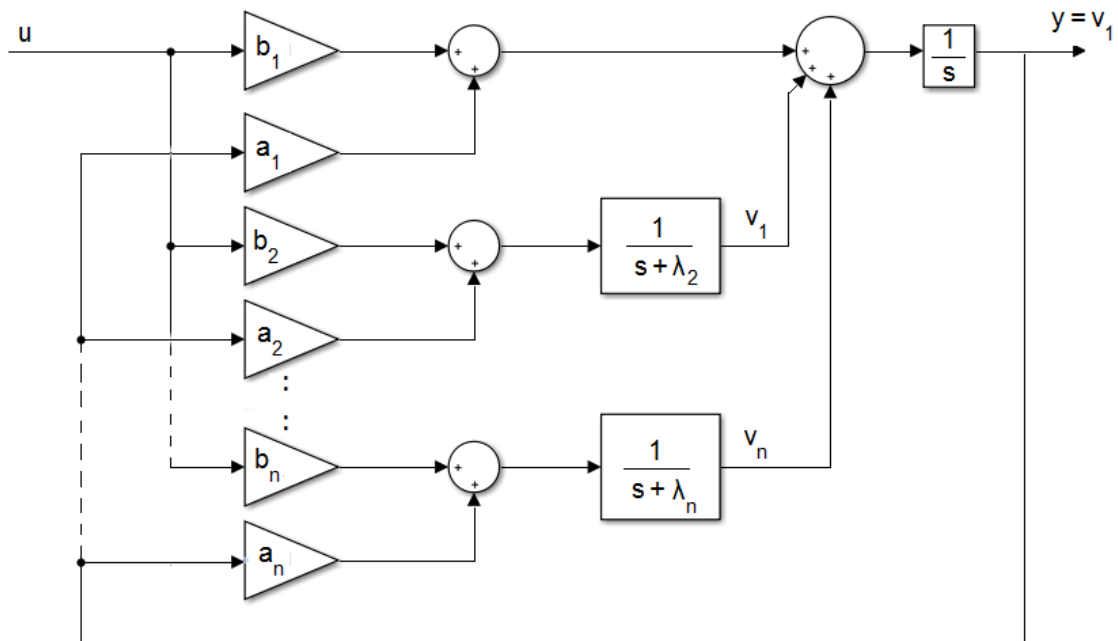 u
b₁
+
+
a₁
+
+
+
1
s
y = v₁
b₂
+
+
1
s + λ₂
v₁
a₂
:
:
bₙ
+
+
1
s + λₙ
vₙ
aₙ